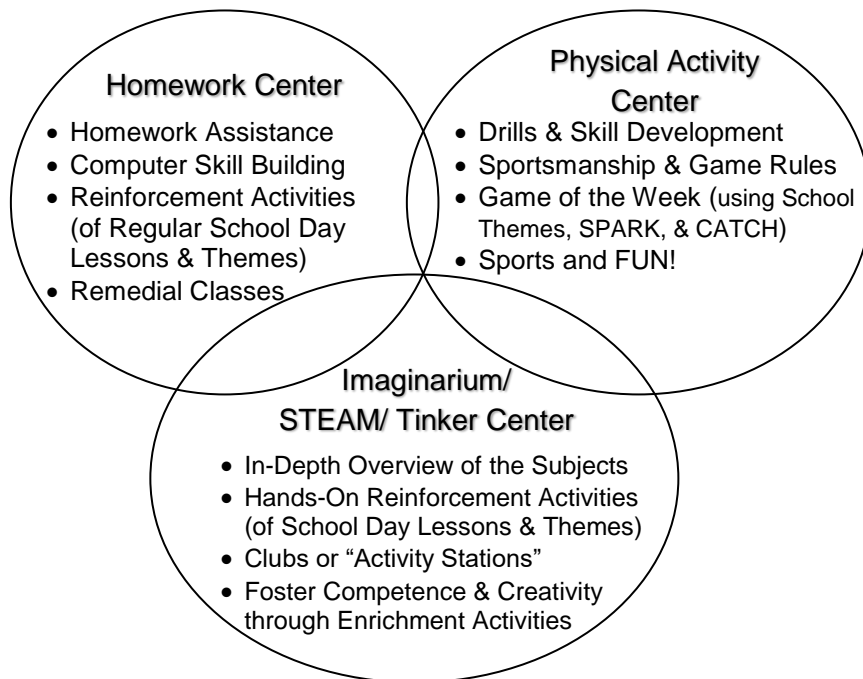 Homework Center
• Homework Assistance
• Computer Skill Building
• Reinforcement Activities
(of Regular School Day
Lessons & Themes)
• Remedial Classes
Physical Activity
Center
• Drills & Skill Development
• Sportsmanship & Game Rules
• Game of the Week (using School
Themes, SPARK, & CATCH)
• Sports and FUN!
Imaginarium/
STEAM/ Tinker Center
• In-Depth Overview of the Subjects
• Hands-On Reinforcement Activities
(of School Day Lessons & Themes)
• Clubs or “Activity Stations”
• Foster Competence & Creativity
through Enrichment Activities